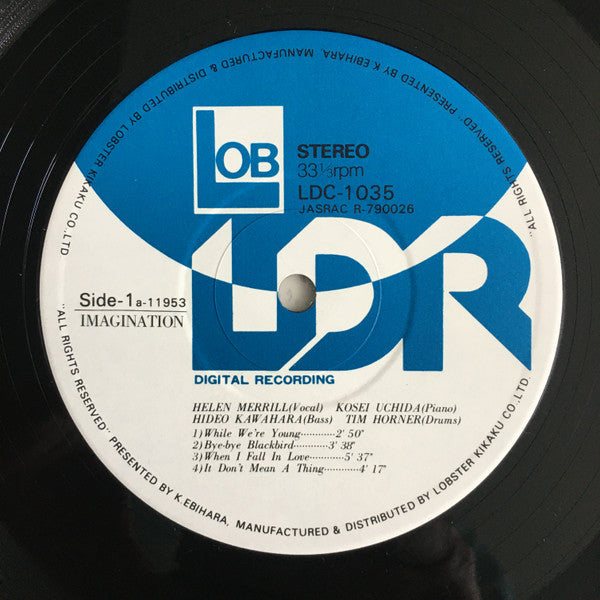 LOB
STEREO
33⅓rpm
LDC-1035
JASRAC R-790026
LDR
Side-1 a-11953
IMAGINATION
DIGITAL RECORDING
HELEN MERRILL(Vocal) KOSEI UCHIDA(Piano)
HIDEO KAWAHARA(Bass) TIM HORNER(Drums)
1)While We're Young············2' 50"
2)Bye-bye Blackbird············3' 38"
3)When I Fall In Love············5' 37"
4)It Don't Mean A Thing············4' 17"
"ALL RIGHTS RESERVED" PRESENTED BY K.EBIHARA, MANUFACTURED & DISTRIBUTED BY LOBSTER KIKAKU CO.,LTD.
"ALL RIGHTS RESERVED" PRESENTED BY K.EBIHARA, MANUFACTURED & DISTRIBUTED BY LOBSTER KIKAKU CO.,LTD